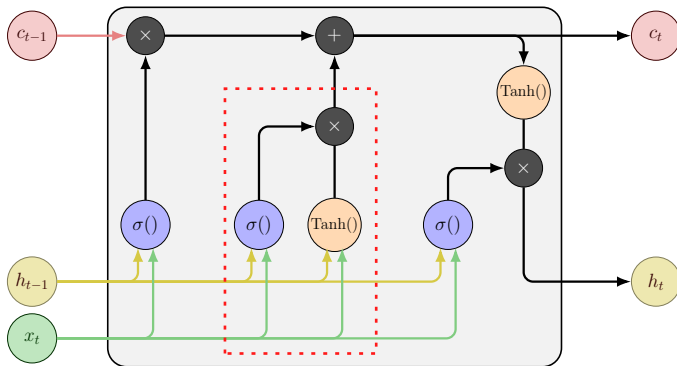 c_{t-1} × + c_t
Tanh()
×
×
σ() σ() Tanh() σ()
h_{t-1} h_t
x_t